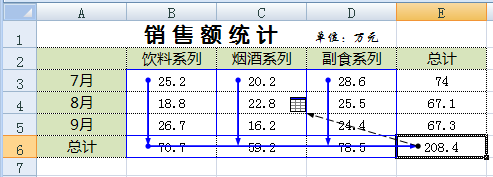 A B C D E
1 销售额统计 单位：万元
2 饮料系列 烟酒系列 副食系列 总计
3 7月 25.2 20.2 28.6 74
4 8月 18.8 22.8 25.5 67.1
5 9月 26.7 16.2 24.4 67.3
6 总计 70.7 59.2 78.5 208.4
7